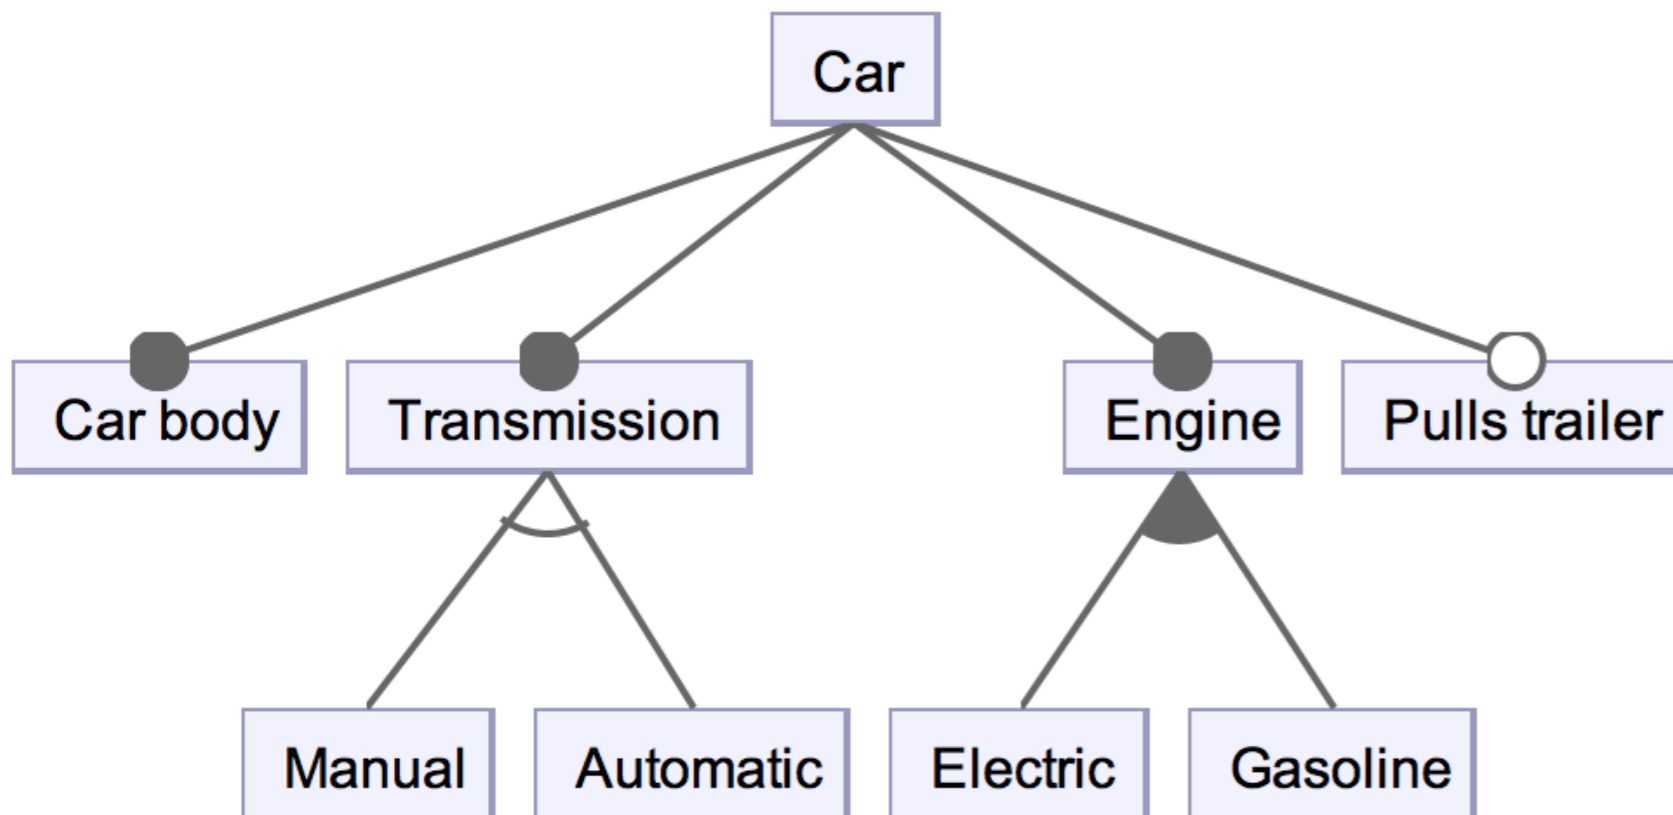 Car
Car body
Transmission
Engine
Pulls trailer
Manual
Automatic
Electric
Gasoline